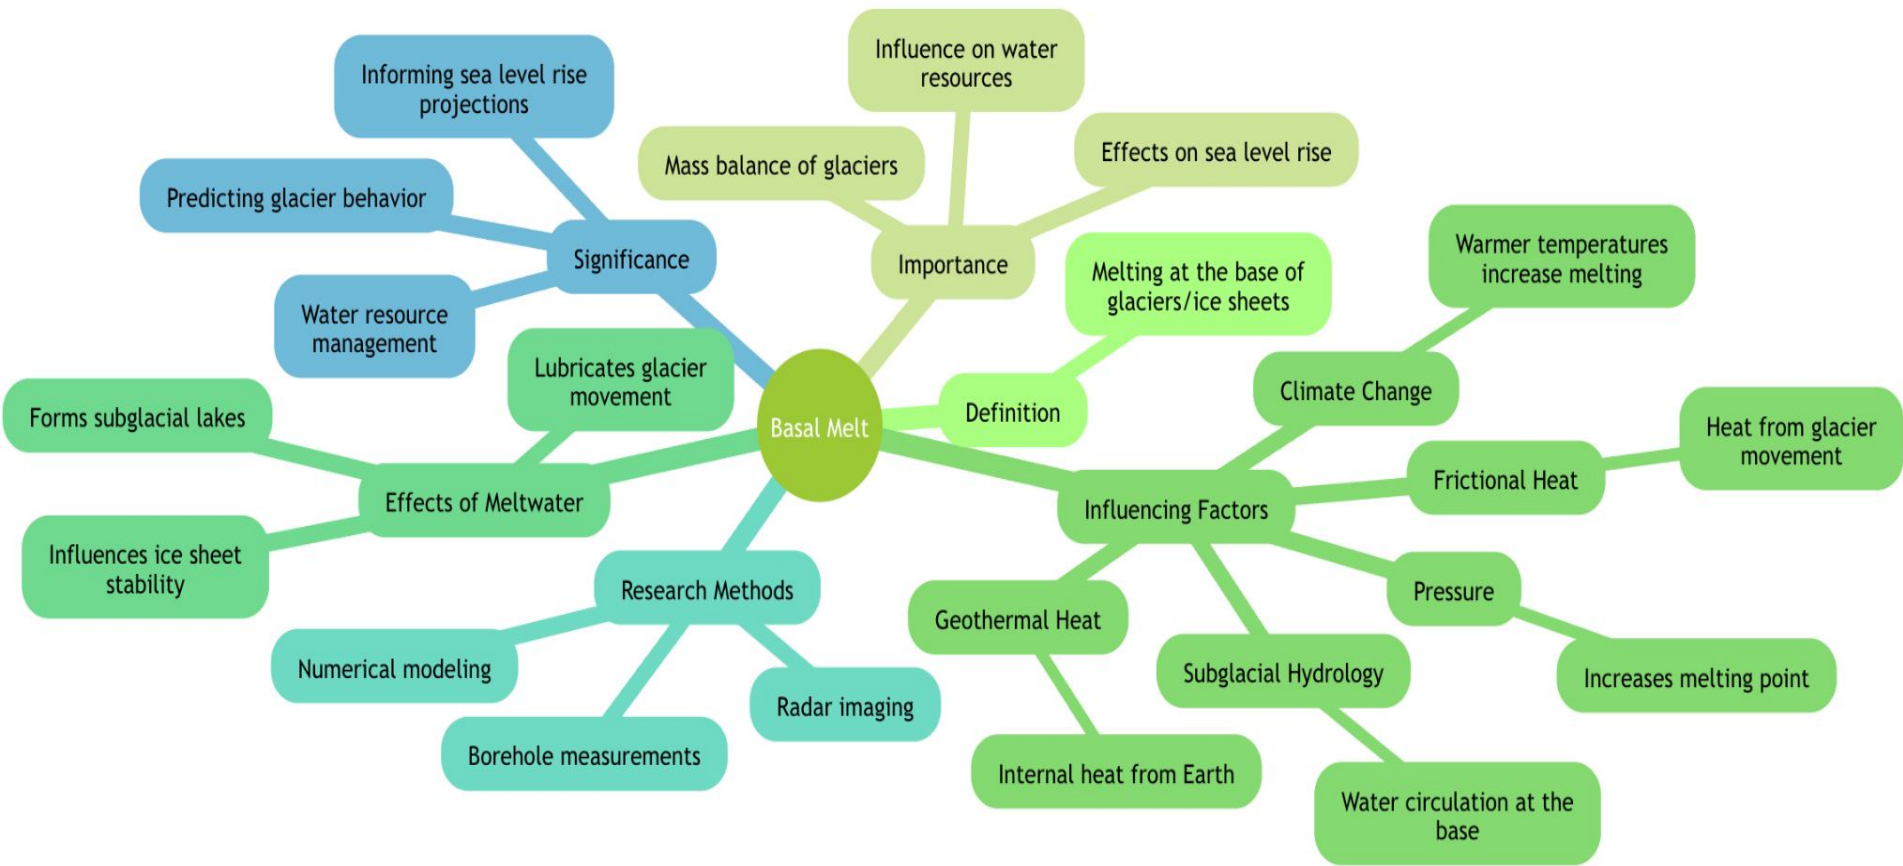 Informing sea level rise
projections
Predicting glacier behavior
Significance
Water resource
management
Influence on water
resources
Mass balance of glaciers
Effects on sea level rise
Importance
Melting at the base of
glaciers/ice sheets
Definition
Basal Melt
Warmer temperatures
increase melting
Climate Change
Heat from glacier
movement
Frictional Heat
Influencing Factors
Pressure
Increases melting point
Geothermal Heat
Internal heat from Earth
Subglacial Hydrology
Water circulation at the
base
Lubricates glacier
movement
Forms subglacial lakes
Effects of Meltwater
Influences ice sheet
stability
Research Methods
Numerical modeling
Radar imaging
Borehole measurements